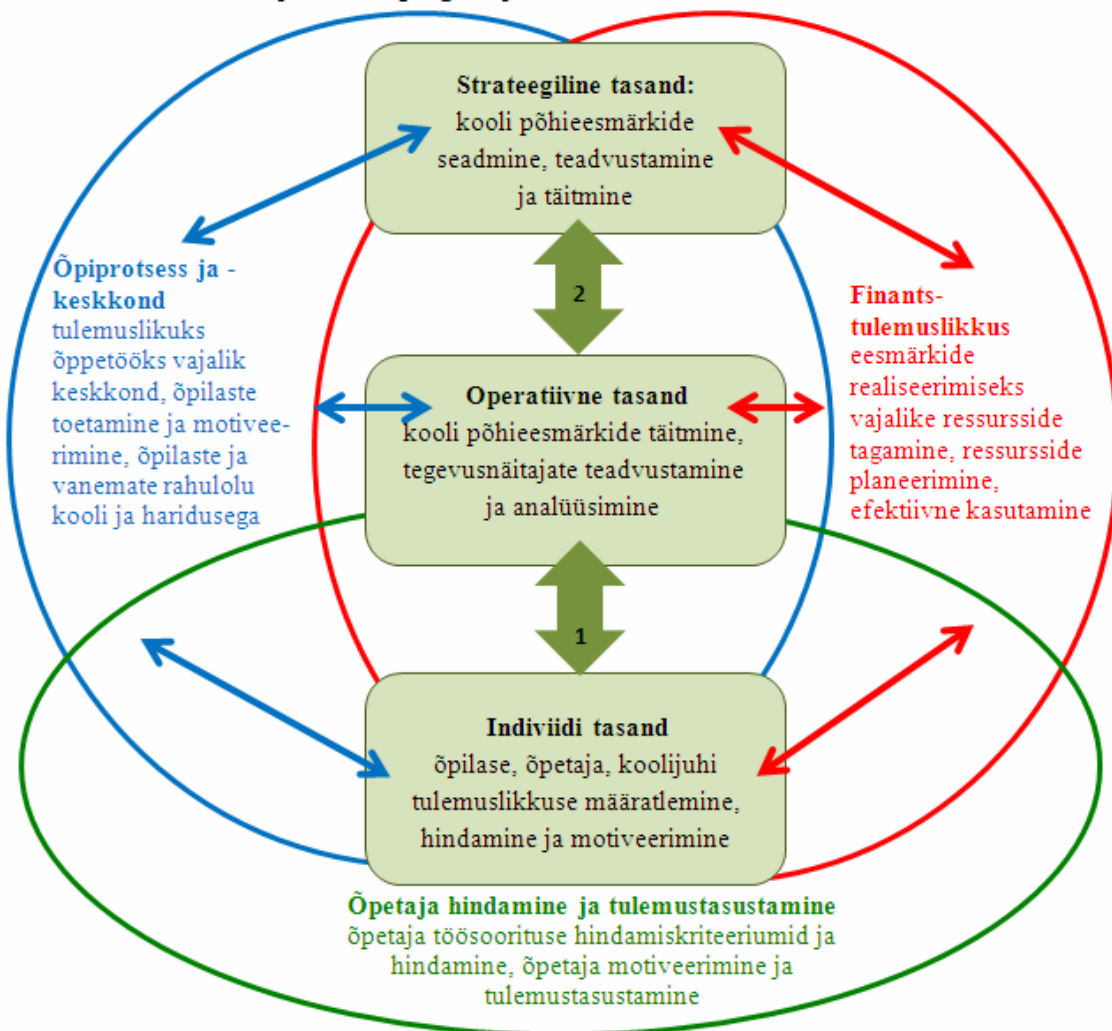 Strateegiline tasand:
kooli põhieesmärkide
seadmine, teadvustamine
ja täitmine
2
Õpiprotsess ja -
keskkond
tulemuslikuks
õppetööks vajalik
keskkond, õpilaste
toetamine ja motivee-
rimine, õpilaste ja
vanemate rahulolu
kooli ja haridusega
Operatiivne tasand
kooli põhieesmärkide täitmine,
tegevusnäitajate teadvustamine
ja analüüsimine
Finants-
tulemuslikkus
eesmärkide
realiseerimiseks
vajalike ressursside
tagamine, ressursside
planeerimine,
efektiivne kasutamine
1
Indiviidi tasand
õpilase, õpetaja, koolijuhi
tulemuslikkuse määratlemine,
hindamine ja motiveerimine
Õpetaja hindamine ja tulemustasustamine
õpetaja töösoorituse hindamiskriteeriumid ja
hindamine, õpetaja motiveerimine ja
tulemustasustamine